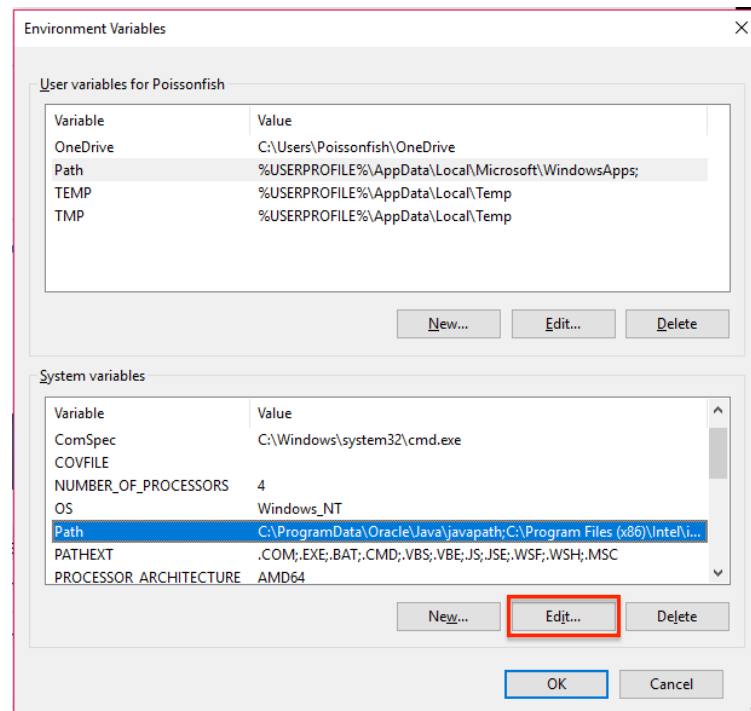 Environment Variables
User variables for Poissonfish
Variable Value
OneDrive C:\Users\Poissonfish\OneDrive
Path %USERPROFILE%\AppData\Local\Microsoft\WindowsApps;
TEMP %USERPROFILE%\AppData\Local\Temp
TMP %USERPROFILE%\AppData\Local\Temp
New... Edit... Delete
System variables
Variable Value
ComSpec C:\Windows\system32\cmd.exe
COVFILE
NUMBER_OF_PROCESSORS 4
OS Windows_NT
Path C:\ProgramData\Oracle\Java\javapath;C:\Program Files (x86)\Intel\i...
PATHEXT .COM;.EXE;.BAT;.CMD;.VBS;.VBE;.JS;.JSE;.WSF;.WSH;.MSC
PROCESSOR_ARCHITECTURE AMD64
New... Edit... Delete
OK Cancel